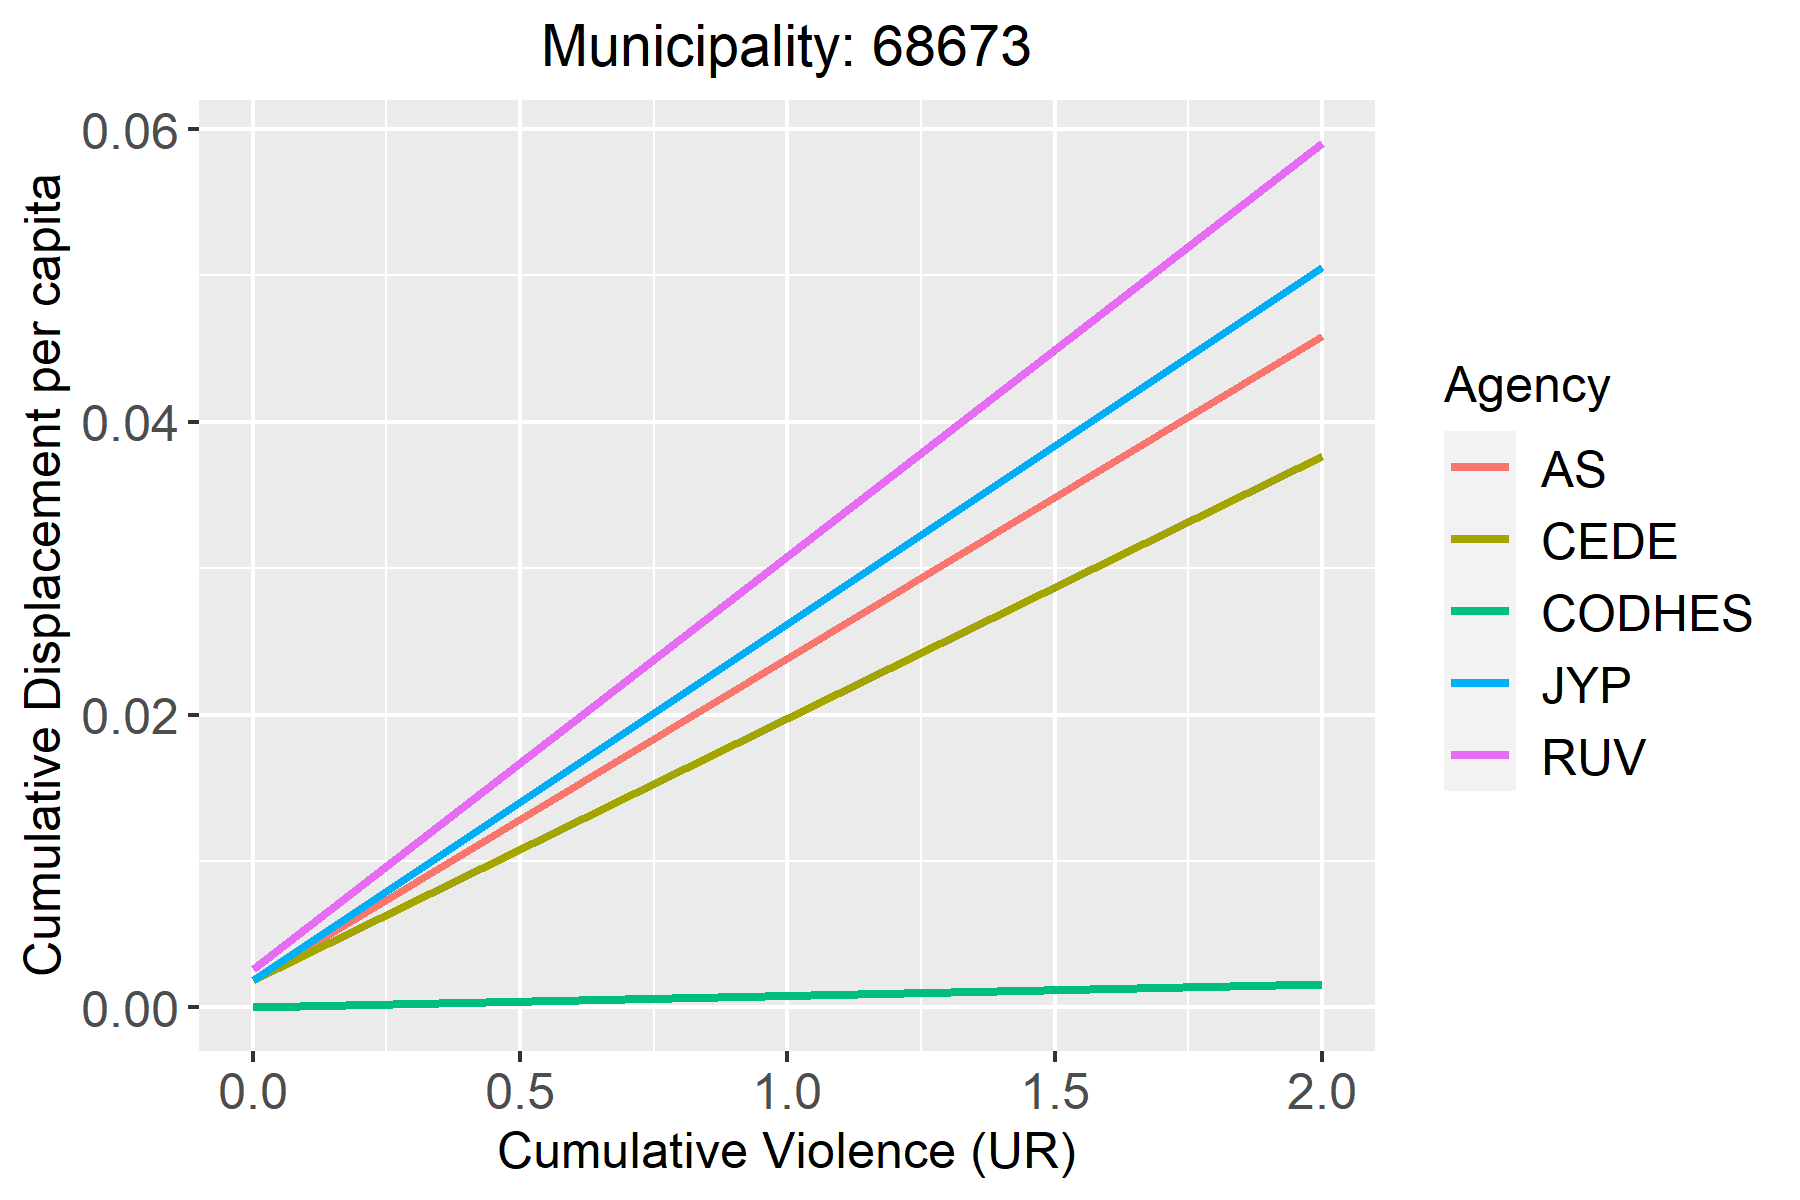 Municipality: 68673
Cumulative Displacement per capita
0.06
0.04
0.02
0.00
0.0 0.5 1.0 1.5 2.0
Cumulative Violence (UR)
Agency
AS
CEDE
CODHES
JYP
RUV